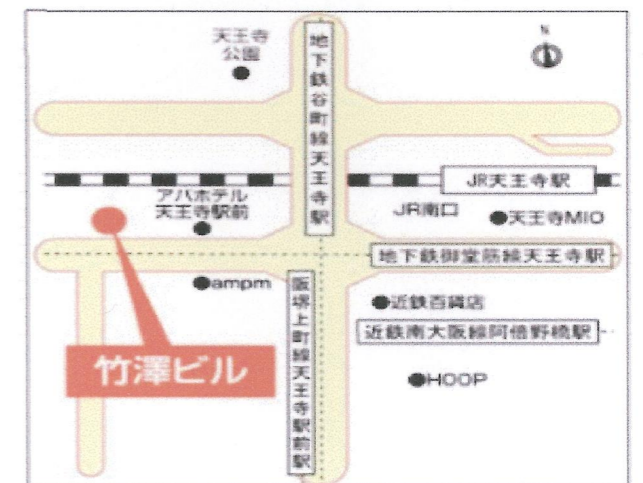 天王寺
公園
N
地下鉄谷町線天王寺駅
JR天王寺駅
アパホテル
天王寺駅前
JR南口
天王寺MIO
地下鉄御堂筋線天王寺駅
ampm
阪堺上町線天王寺駅前駅
近鉄百貨店
近鉄南大阪線阿倍野橋駅
竹澤ビル
HOOP